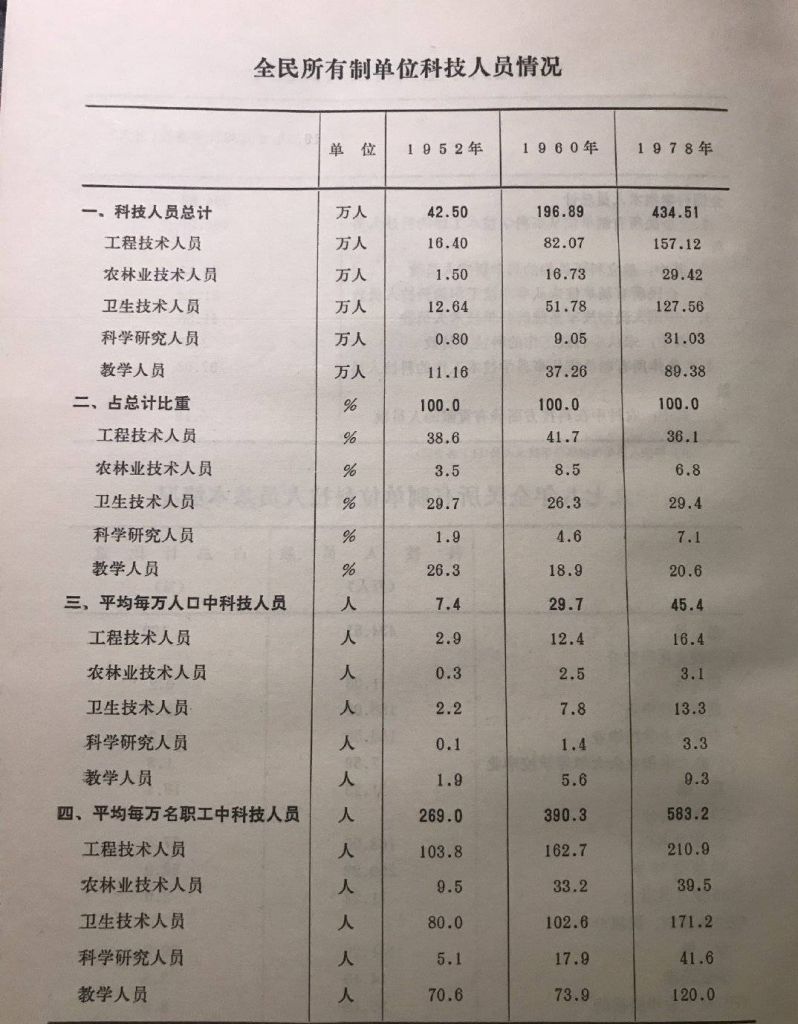 全民所有制单位科技人员情况
单 位 1952年 1960年 1978年
一、科技人员总计 万人 42.50 196.89 434.51
工程技术人员 万人 16.40 82.07 157.12
农林业技术人员 万人 1.50 16.73 29.42
卫生技术人员 万人 12.64 51.78 127.56
科学研究人员 万人 0.80 9.05 31.03
教学人员 万人 11.16 37.26 89.38
二、占总计比重 % 100.0 100.0 100.0
工程技术人员 % 38.6 41.7 36.1
农林业技术人员 % 3.5 8.5 6.8
卫生技术人员 % 29.7 26.3 29.4
科学研究人员 % 1.9 4.6 7.1
教学人员 % 26.3 18.9 20.6
三、平均每万人口中科技人员 人 7.4 29.7 45.4
工程技术人员 人 2.9 12.4 16.4
农林业技术人员 人 0.3 2.5 3.1
卫生技术人员 人 2.2 7.8 13.3
科学研究人员 人 0.1 1.4 3.3
教学人员 人 1.9 5.6 9.3
四、平均每万名职工中科技人员 人 269.0 390.3 583.2
工程技术人员 人 103.8 162.7 210.9
农林业技术人员 人 9.5 33.2 39.5
卫生技术人员 人 80.0 102.6 171.2
科学研究人员 人 5.1 17.9 41.6
教学人员 人 70.6 73.9 120.0